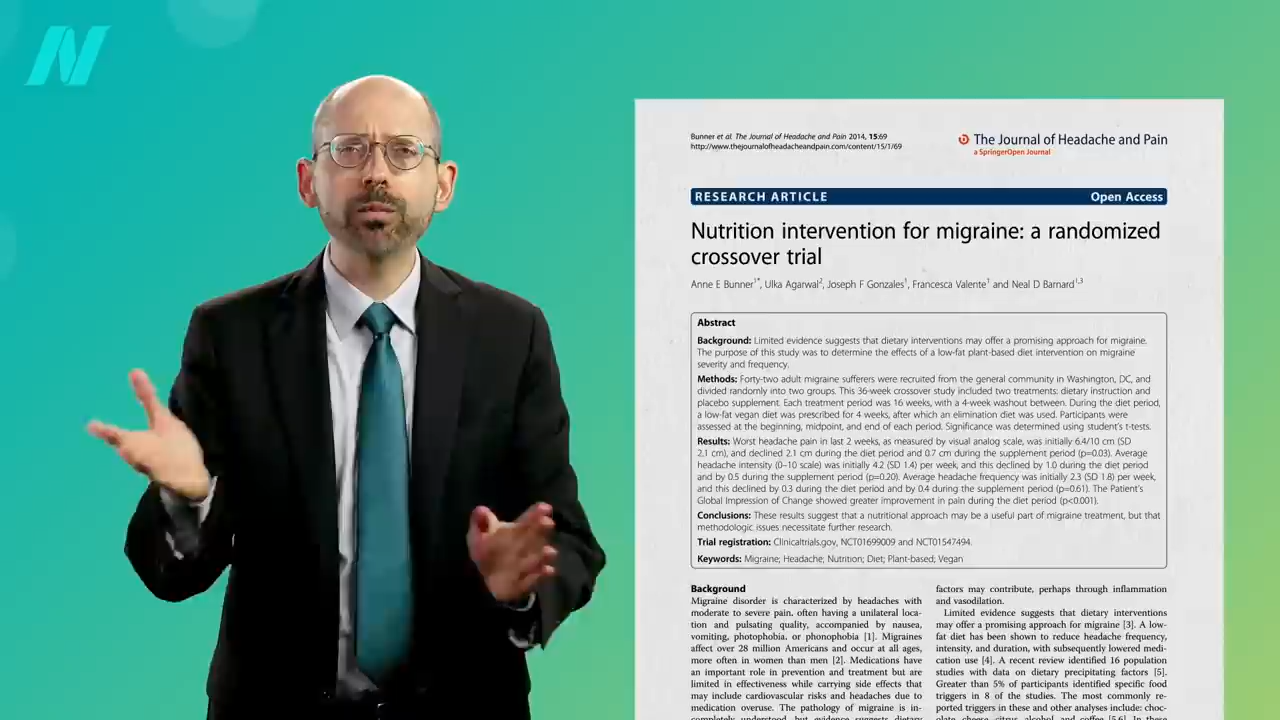 Bunner et al. The Journal of Headache and Pain 2014, 15:69
http://www.thejournalofheadacheandpain.com/content/15/1/69
The Journal of Headache and Pain
a SpringerOpen Journal
RESEARCH ARTICLE
Open Access
Nutrition intervention for migraine: a randomized
crossover trial
Anne E Bunner1*, Ulka Agarwal2, Joseph F Gonzales1, Francesca Valente1 and Neal D Barnard1,3
Abstract
Background: Limited evidence suggests that dietary interventions may offer a promising approach for migraine.
The purpose of this study was to determine the effects of a low-fat plant-based diet intervention on migraine
severity and frequency.
Methods: Forty-two adult migraine sufferers were recruited from the general community in Washington, DC, and
divided randomly into two groups. This 36-week crossover study included two treatments: dietary instruction and
placebo supplement. Each treatment period was 16 weeks, with a 4-week washout between. During the diet period,
a low-fat vegan diet was prescribed for 4 weeks, after which an elimination diet was used. Participants were
assessed at the beginning, midpoint, and end of each period. Significance was determined using student's t-tests.
Results: Worst headache pain in last 2 weeks, as measured by visual analog scale, was initially 6.4/10 cm (SD
2.1 cm), and declined 2.1 cm during the diet period and 0.7 cm during the supplement period (p=0.03). Average
headache intensity (0–10 scale) was initially 4.2 (SD 1.4) per week, and this declined by 1.0 during the diet period
and by 0.5 during the supplement period (p=0.20). Average headache frequency was initially 2.3 (SD 1.8) per week,
and this declined by 0.3 during the diet period and by 0.4 during the supplement period (p=0.61). The Patient's
Global Impression of Change showed greater improvement in pain during the diet period (p<0.001).
Conclusions: These results suggest that a nutritional approach may be a useful part of migraine treatment, but that
methodologic issues necessitate further research.
Trial registration: Clinicaltrials.gov, NCT01699009 and NCT01547494.
Keywords: Migraine; Headache; Nutrition; Diet; Plant-based; Vegan
Background
Migraine disorder is characterized by headaches with
moderate to severe pain, often having a unilateral loca-
tion and pulsating quality, accompanied by nausea,
vomiting, photophobia, or phonophobia [1]. Migraines
affect over 28 million Americans and occur at all ages,
more often in women than men [2]. Medications have
an important role in prevention and treatment but are
limited in effectiveness while carrying side effects that
may include cardiovascular risks and headaches due to
medication overuse. The pathology of migraine is in-
completely understood, but evidence suggests dietary
factors may contribute, perhaps through inflammation
and vasodilation.
Limited evidence suggests that dietary interventions
may offer a promising approach for migraine [3]. A low-
fat diet has been shown to reduce headache frequency,
intensity, and duration, with subsequently lowered medi-
cation use [4]. A recent review identified 16 population
studies with data on dietary precipitating factors [5].
Greater than 5% of participants identified specific food
triggers in 8 of the studies. The most commonly re-
ported triggers in these and other analyses include: choc-
olate, cheese, citrus, alcohol, and coffee [5,6]. In these